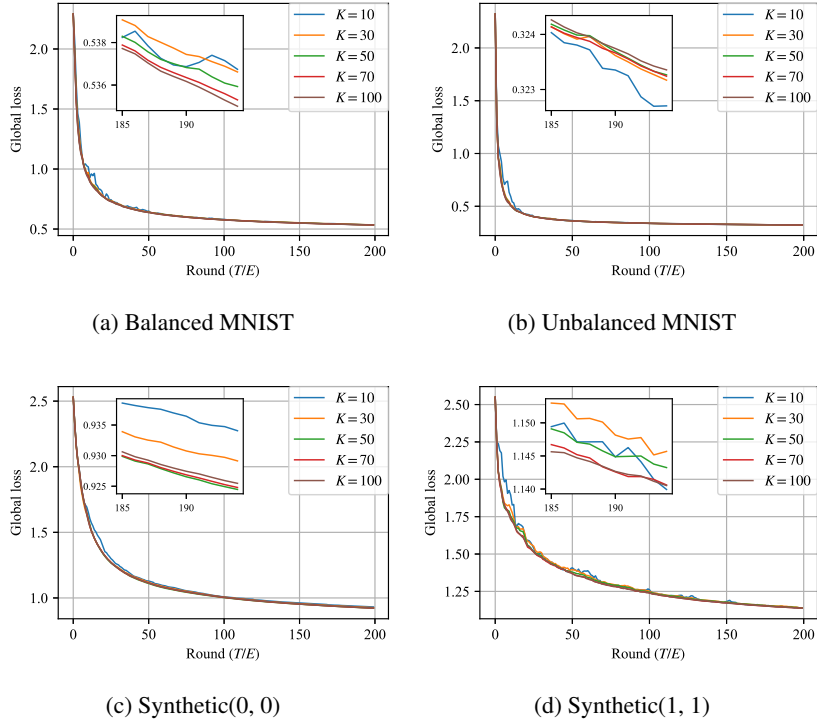 K = 10
K = 30
K = 50
K = 70
K = 100
2.0
1.5
1.0
0.5
Global loss
0.538
0.536
185
190
0
50
100
150
200
Round (T/E)
(a) Balanced MNIST
K = 10
K = 30
K = 50
K = 70
K = 100
2.0
1.5
1.0
0.5
Global loss
0.324
0.323
185
190
0
50
100
150
200
Round (T/E)
(b) Unbalanced MNIST
K = 10
K = 30
K = 50
K = 70
K = 100
2.5
2.0
1.5
1.0
Global loss
0.935
0.930
0.925
185
190
0
50
100
150
200
Round (T/E)
(c) Synthetic(0, 0)
K = 10
K = 30
K = 50
K = 70
K = 100
2.50
2.25
2.00
1.75
1.50
1.25
Global loss
1.150
1.145
1.140
185
190
0
50
100
150
200
Round (T/E)
(d) Synthetic(1, 1)